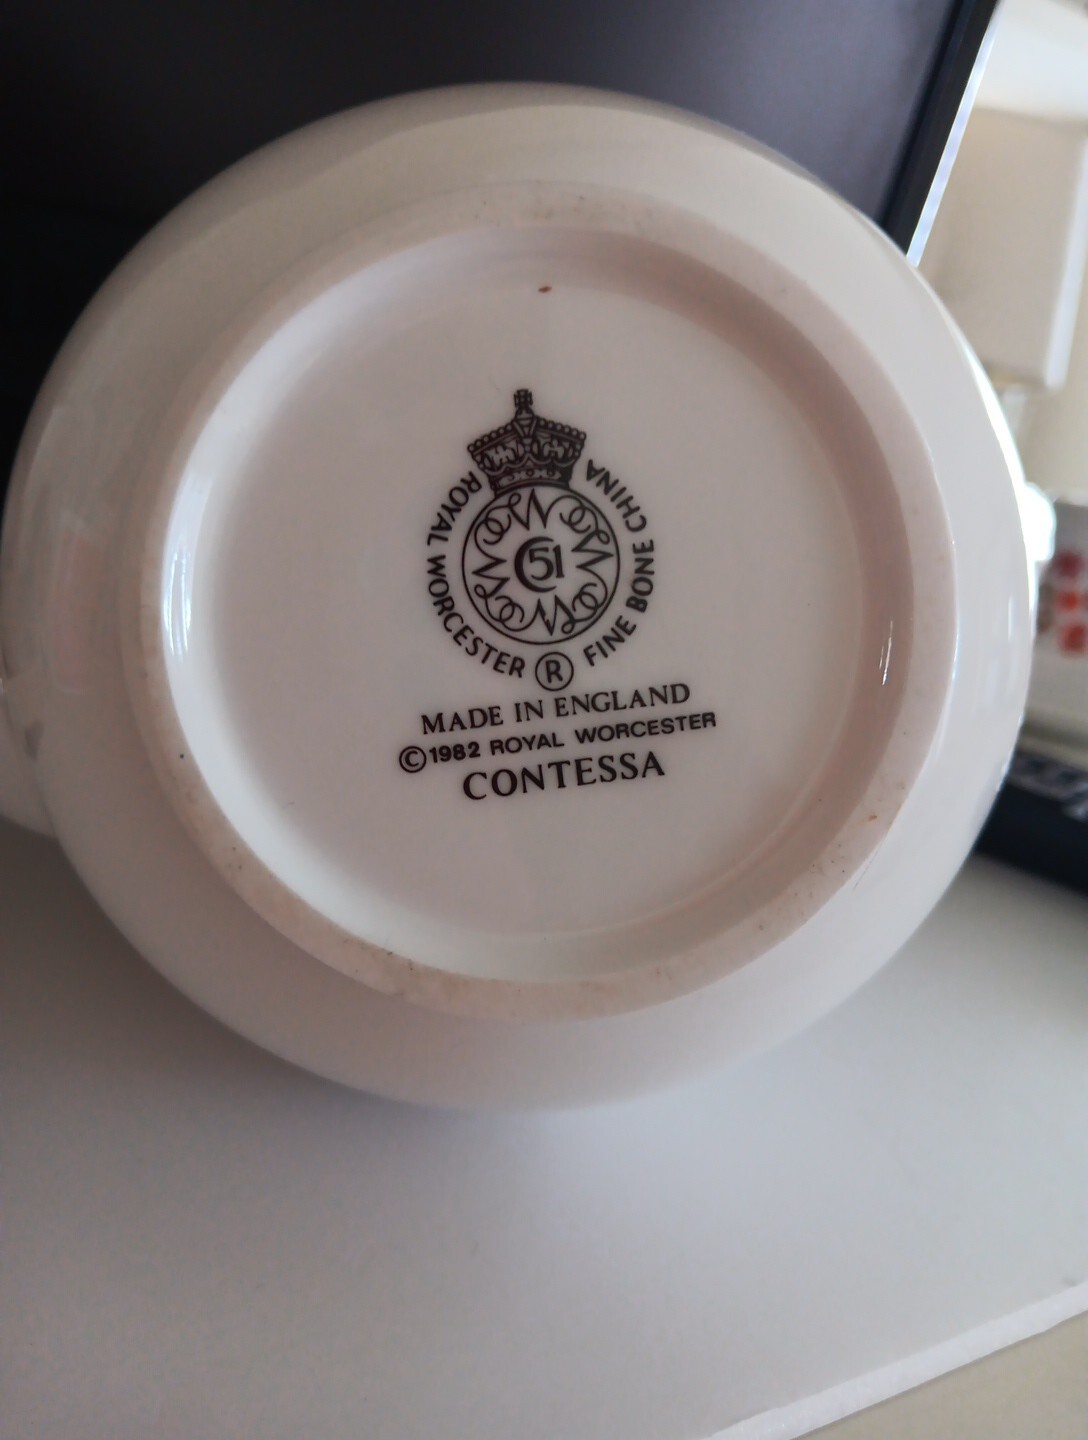 ROYAL WORCESTER
FINE BONE CHINA
51
®
MADE IN ENGLAND
©1982 ROYAL WORCESTER
CONTESSA